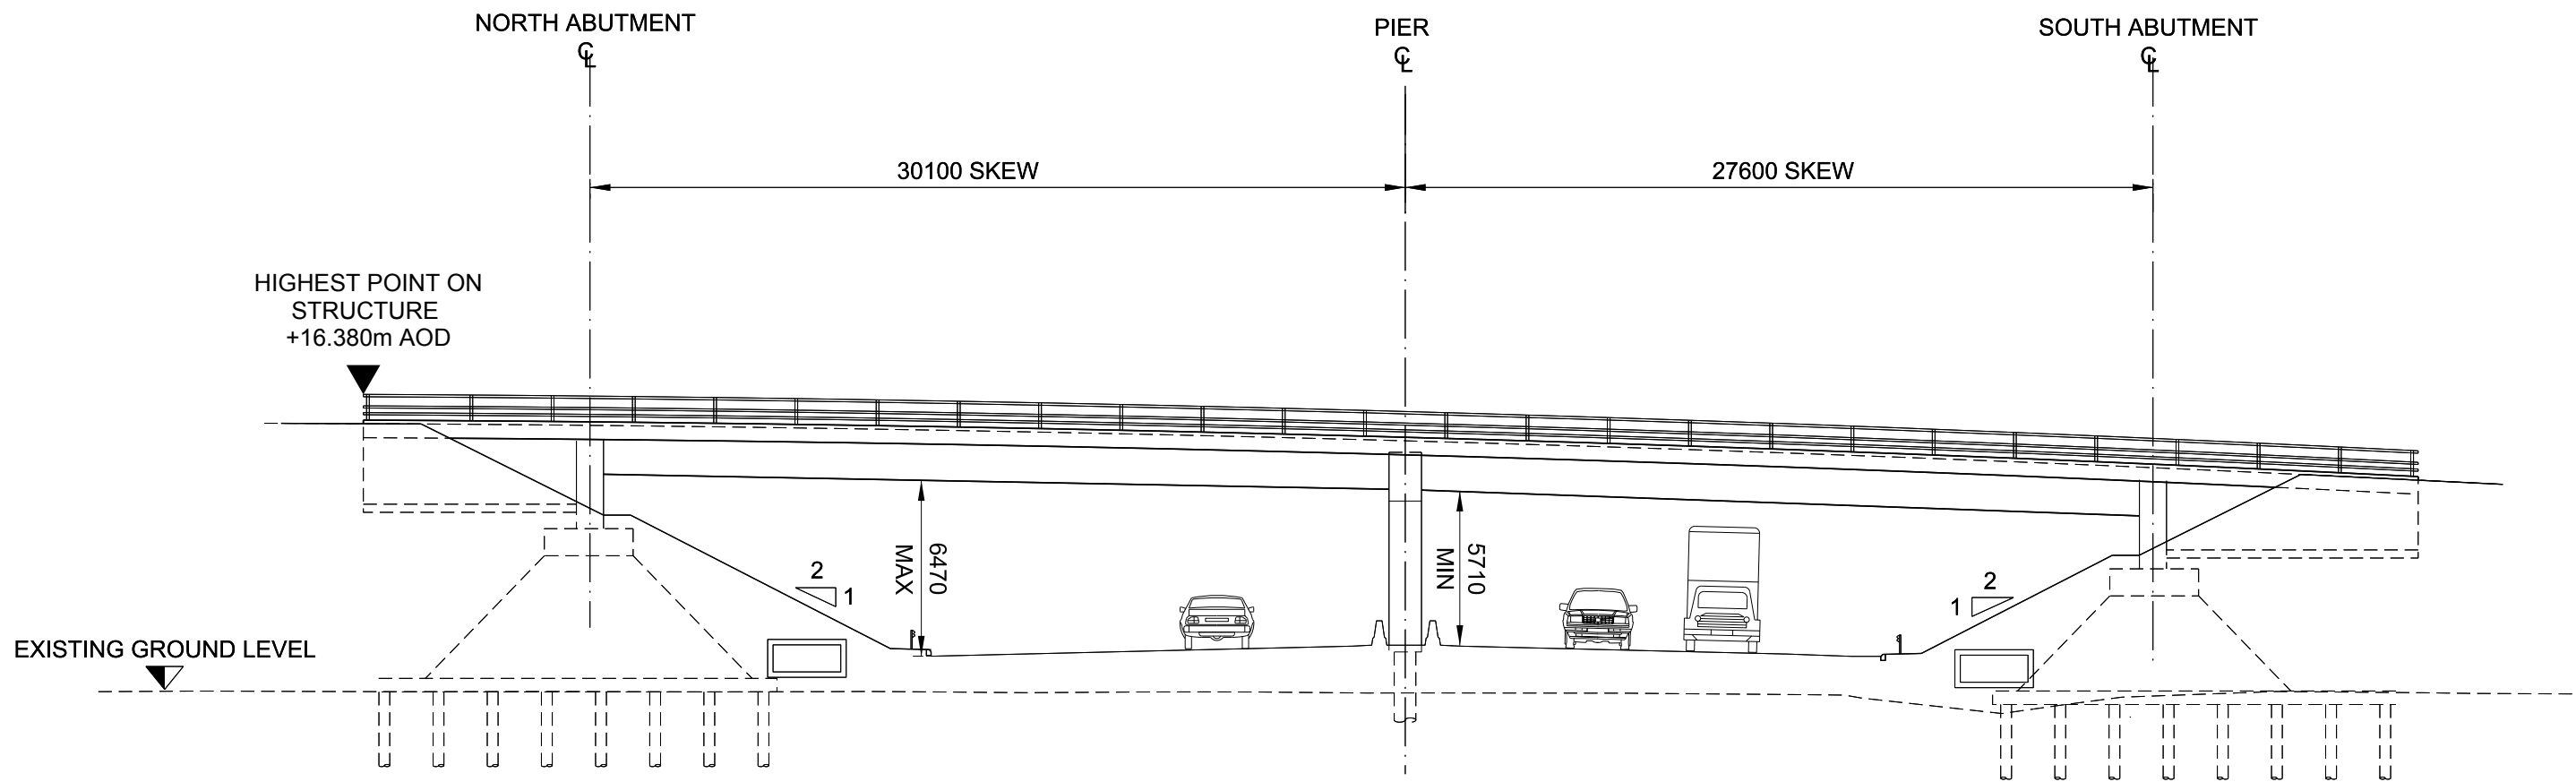 NORTH ABUTMENT
℄
PIER
℄
SOUTH ABUTMENT
℄
30100 SKEW
27600 SKEW
HIGHEST POINT ON
STRUCTURE
+16.380m AOD
6470
MAX
5710
MIN
2
1
2
1
EXISTING GROUND LEVEL